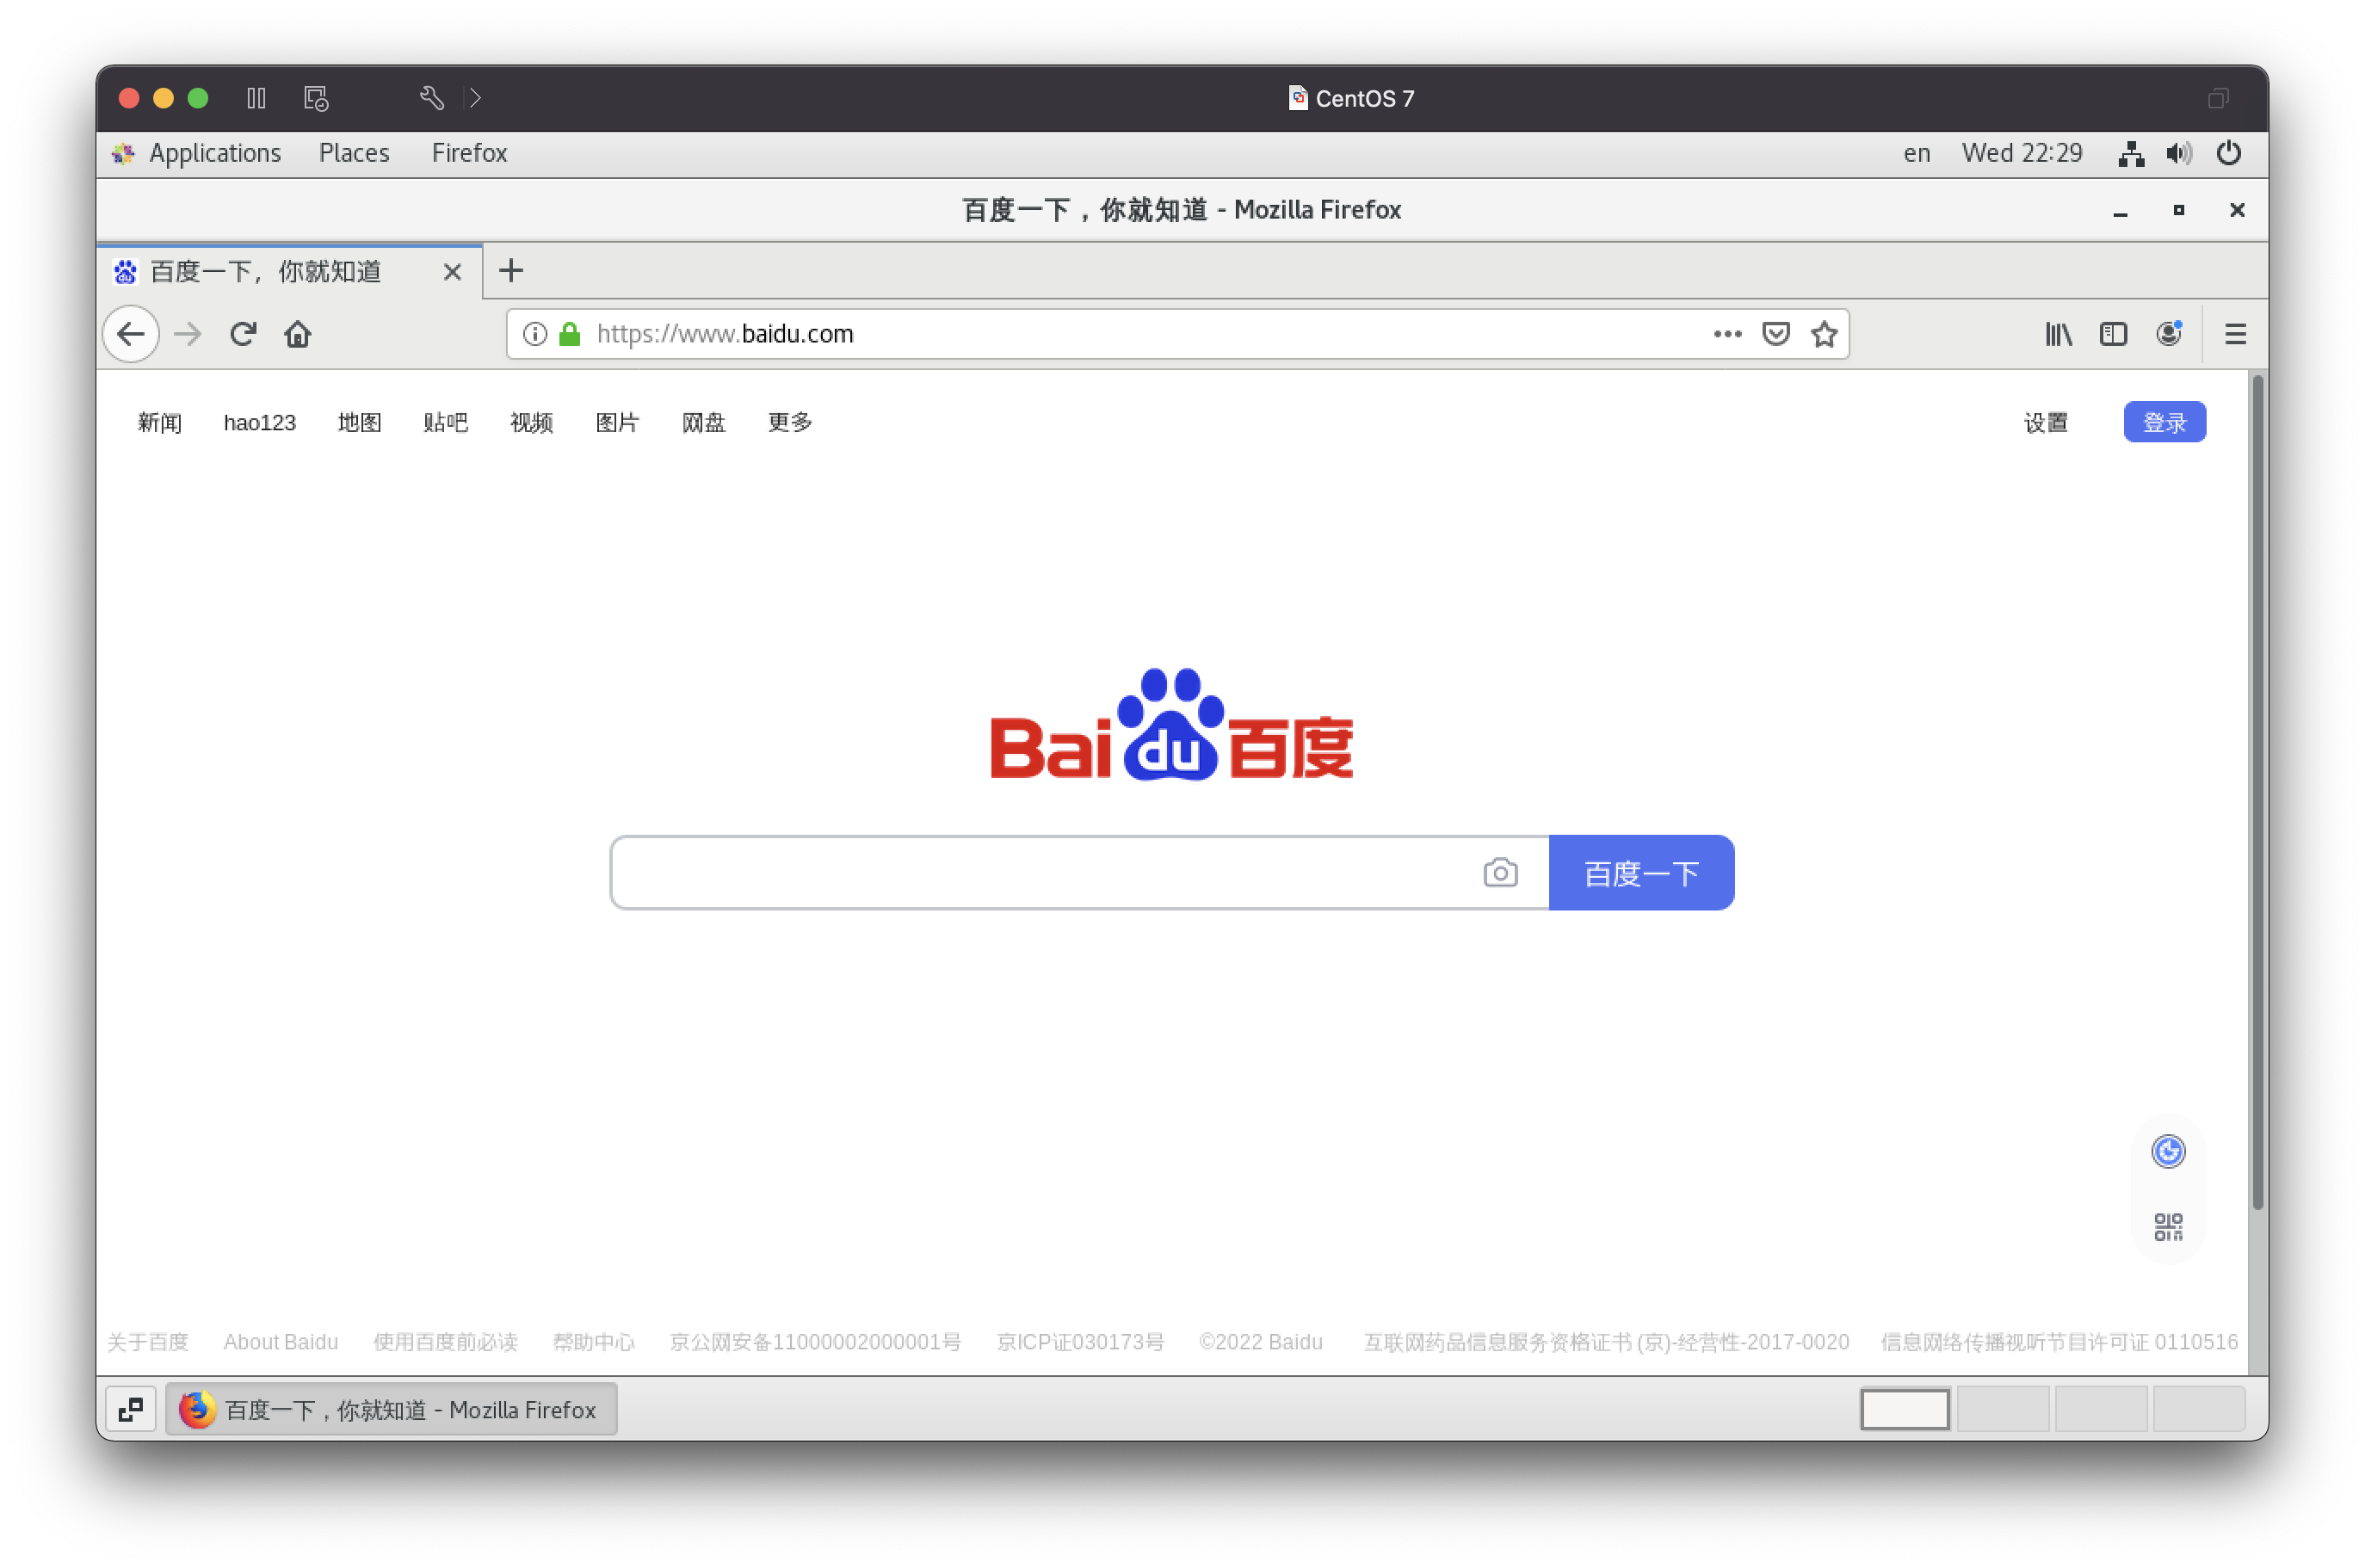 CentOS 7
Applications Places Firefox en Wed 22:29
百度一下，你就知道 - Mozilla Firefox
百度一下，你就知道
https://www.baidu.com
新闻 hao123 地图 贴吧 视频 图片 网盘 更多 设置 登录
Bai du 百度
百度一下
关于百度 About Baidu 使用百度前必读 帮助中心 京公网安备11000002000001号 京ICP证030173号 ©2022 Baidu 互联网药品信息服务资格证书 (京)-经营性-2017-0020 信息网络传播视听节目许可证 0110516
百度一下，你就知道 - Mozilla Firefox